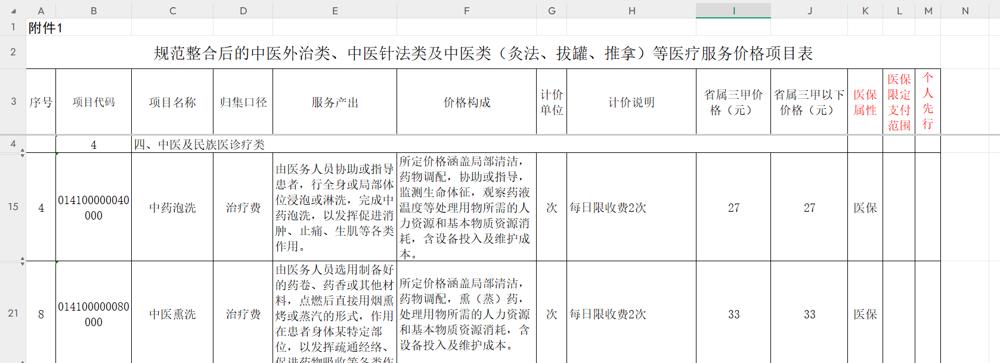 A B C D E F G H I J K L M N
1 附件1
2 规范整合后的中医外治类、中医针法类及中医类（灸法、拔罐、推拿）等医疗服务价格项目表
3 序号 项目代码 项目名称 归集口径 服务产出 价格构成 计价
单位 计价说明 省属三甲价
格（元） 省属三甲以下
价格（元） 医保
属性 医保
限定
支付
范围 个
人
先
行
4 4 四、中医及民族医诊疗类
15 4 014100000040
000 中药泡洗 治疗费 由医务人员协助或指导
患者，行全身或局部体
位浸泡或淋洗，完成中
药泡洗，以发挥促进消
肿、止痛、生肌等各类
作用。
所定价格涵盖局部清洁，
药物调配，协助或指导，
监测生命体征，观察药液
温度等处理用物所需的人
力资源和基本物质资源消
耗，含设备投入及维护成
本。
次 每日限收费2次 27 27 医保
21 8 014100000080
000 中医熏洗 治疗费 由医务人员选用制备好
的药卷、药香或其他材
料，点燃后直接用烟熏
烤或蒸汽的形式，作用
在患者身体某特定部
位，以发挥疏通经络、
促进药物吸收等各类作
所定价格涵盖局部清洁，
药物调配，熏（蒸）药，
处理用物所需的人力资源
和基本物质资源消耗，含
设备投入及维护成本。
次 每日限收费2次 33 33 医保